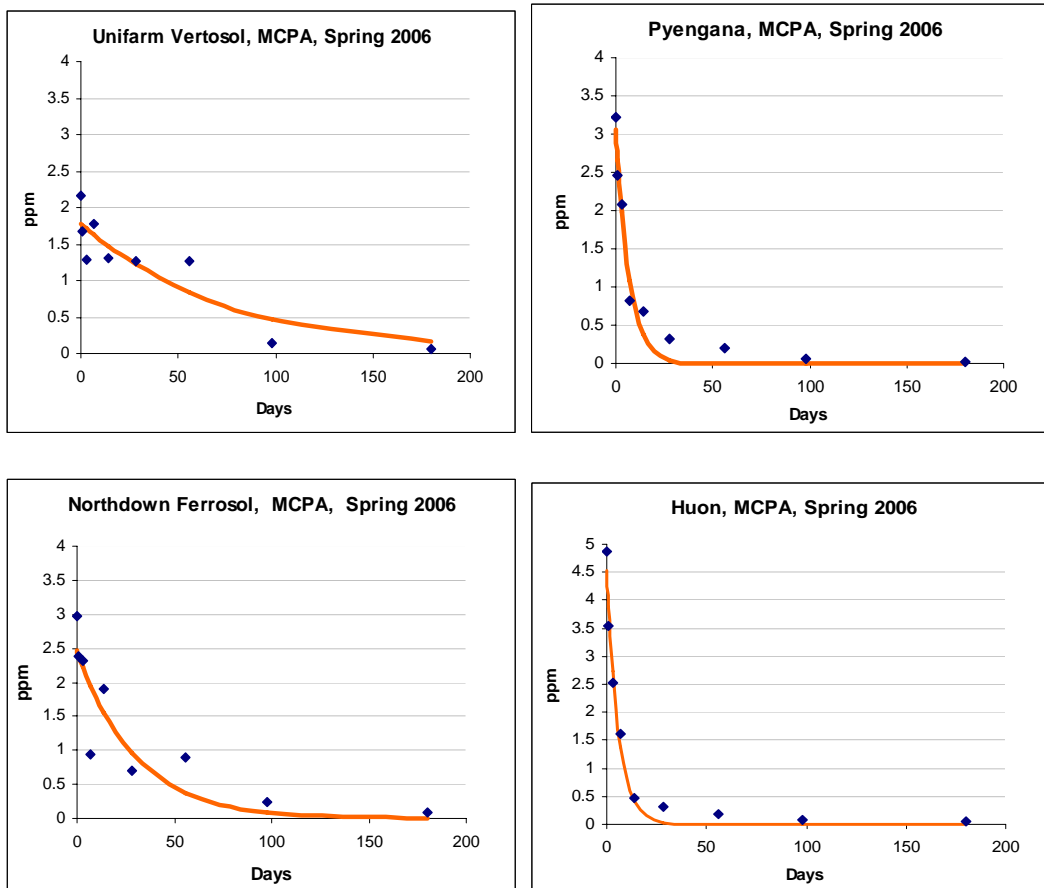 Unifarm Vertosol, MCPA, Spring 2006
4
3.5
3
2.5
2
1.5
1
0.5
0
ppm
0 50 100 150 200
Days
Pyengana, MCPA, Spring 2006
4
3.5
3
2.5
2
1.5
1
0.5
0
ppm
0 50 100 150 200
Days
Northdown Ferrosol, MCPA, Spring 2006
4
3.5
3
2.5
2
1.5
1
0.5
0
ppm
0 50 100 150 200
Days
Huon, MCPA, Spring 2006
5
4.5
4
3.5
3
2.5
2
1.5
1
0.5
0
ppm
0 50 100 150 200
Days